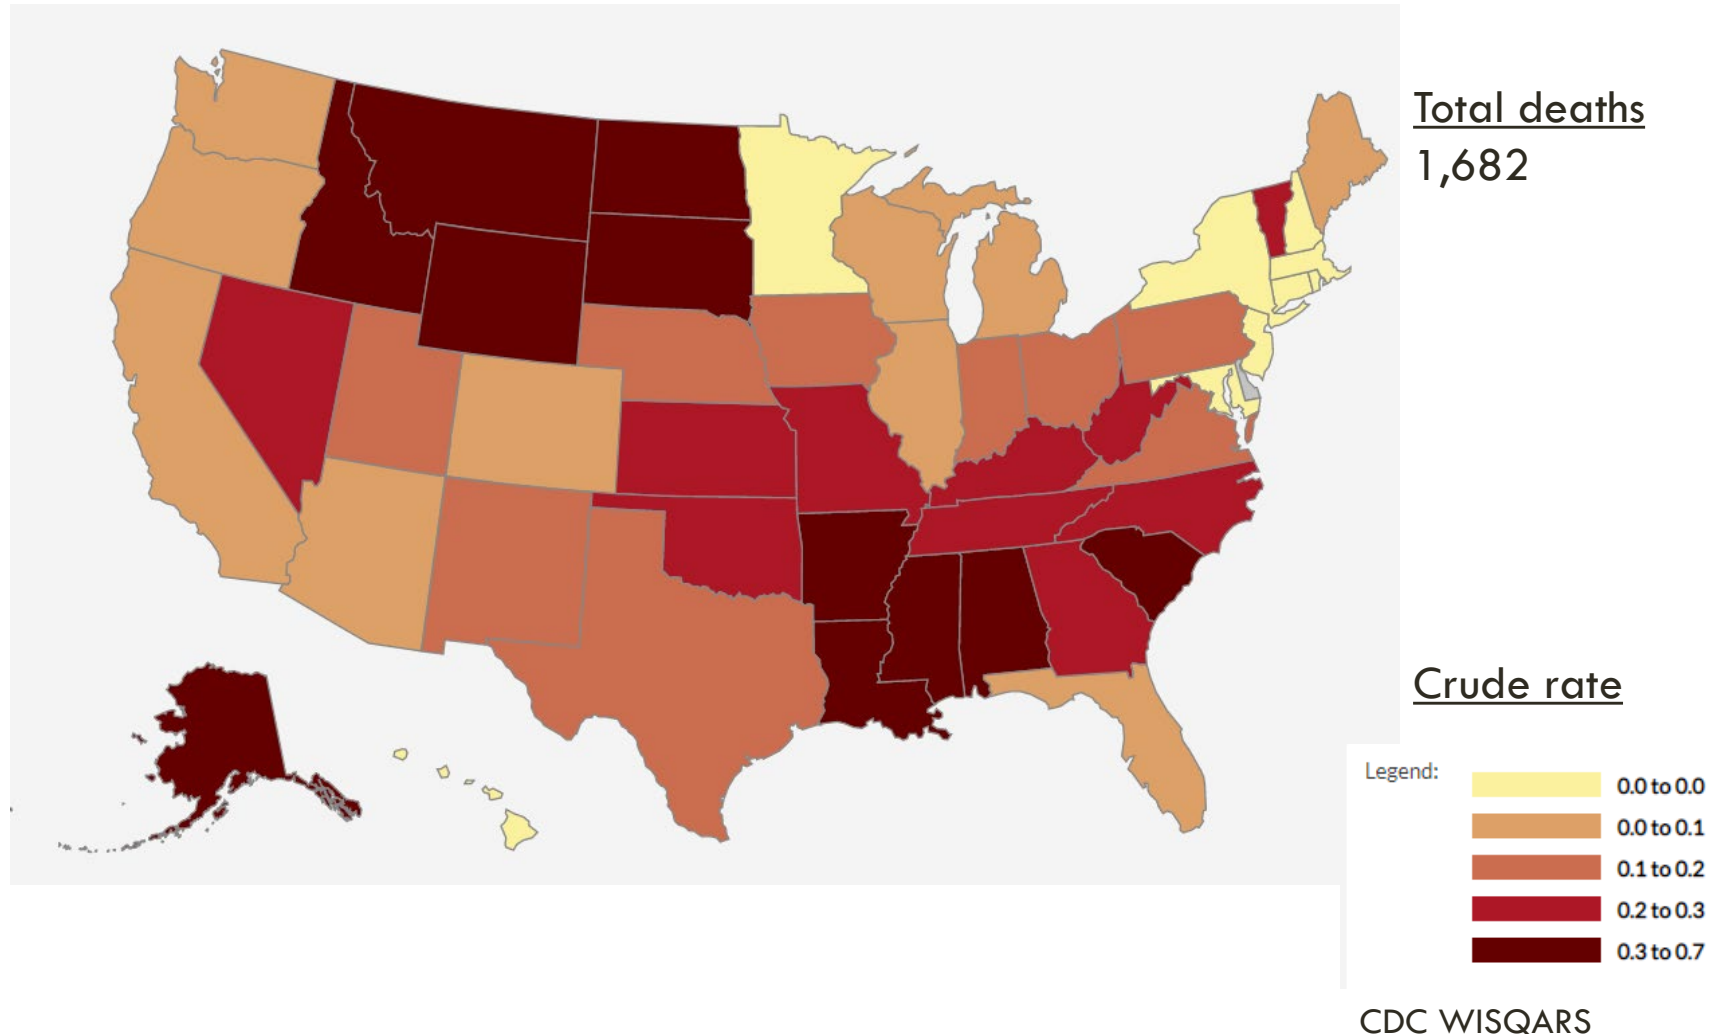 Total deaths
1,682
Crude rate
Legend:
0.0 to 0.0
0.0 to 0.1
0.1 to 0.2
0.2 to 0.3
0.3 to 0.7
CDC WISQARS